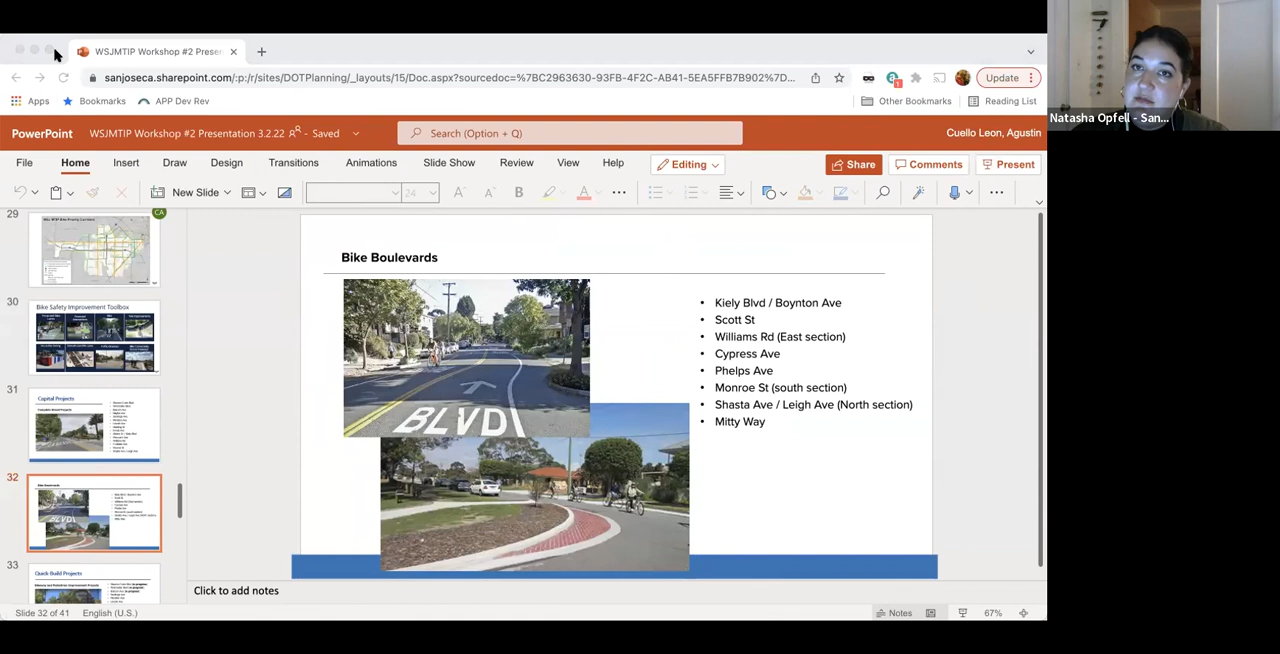 WSJMTIP Workshop #2 Preser
sanjoseca.sharepoint.com/:p:/r/sites/DOTPlanning/_layouts/15/Doc.aspx?sourcedoc=%7BC2963630-93FB-4F2C-AB41-5EA5FFB7B902%7D...
Update
Apps
Bookmarks
APP Dev Rev
Other Bookmarks
Reading List
Natasha Opfell - San...
PowerPoint
WSJMTIP Workshop #2 Presentation 3.2.22 - Saved
Search (Option + Q)
Cuello Leon, Agustin
File Home Insert Draw Design Transitions Animations Slide Show Review View Help
Editing
Share
Comments
Present
New Slide
24
29
CA
30
Bike Safety Improvement Toolbox
31
Capital Projects
32
Bike Boulevards
BLVD
33
Quick-Build Projects
Bike Boulevards
BLVD
• Kiely Blvd / Boynton Ave
• Scott St
• Williams Rd (East section)
• Cypress Ave
• Phelps Ave
• Monroe St (south section)
• Shasta Ave / Leigh Ave (North section)
• Mitty Way
Click to add notes
Slide 32 of 41
English (U.S.)
Notes
67%